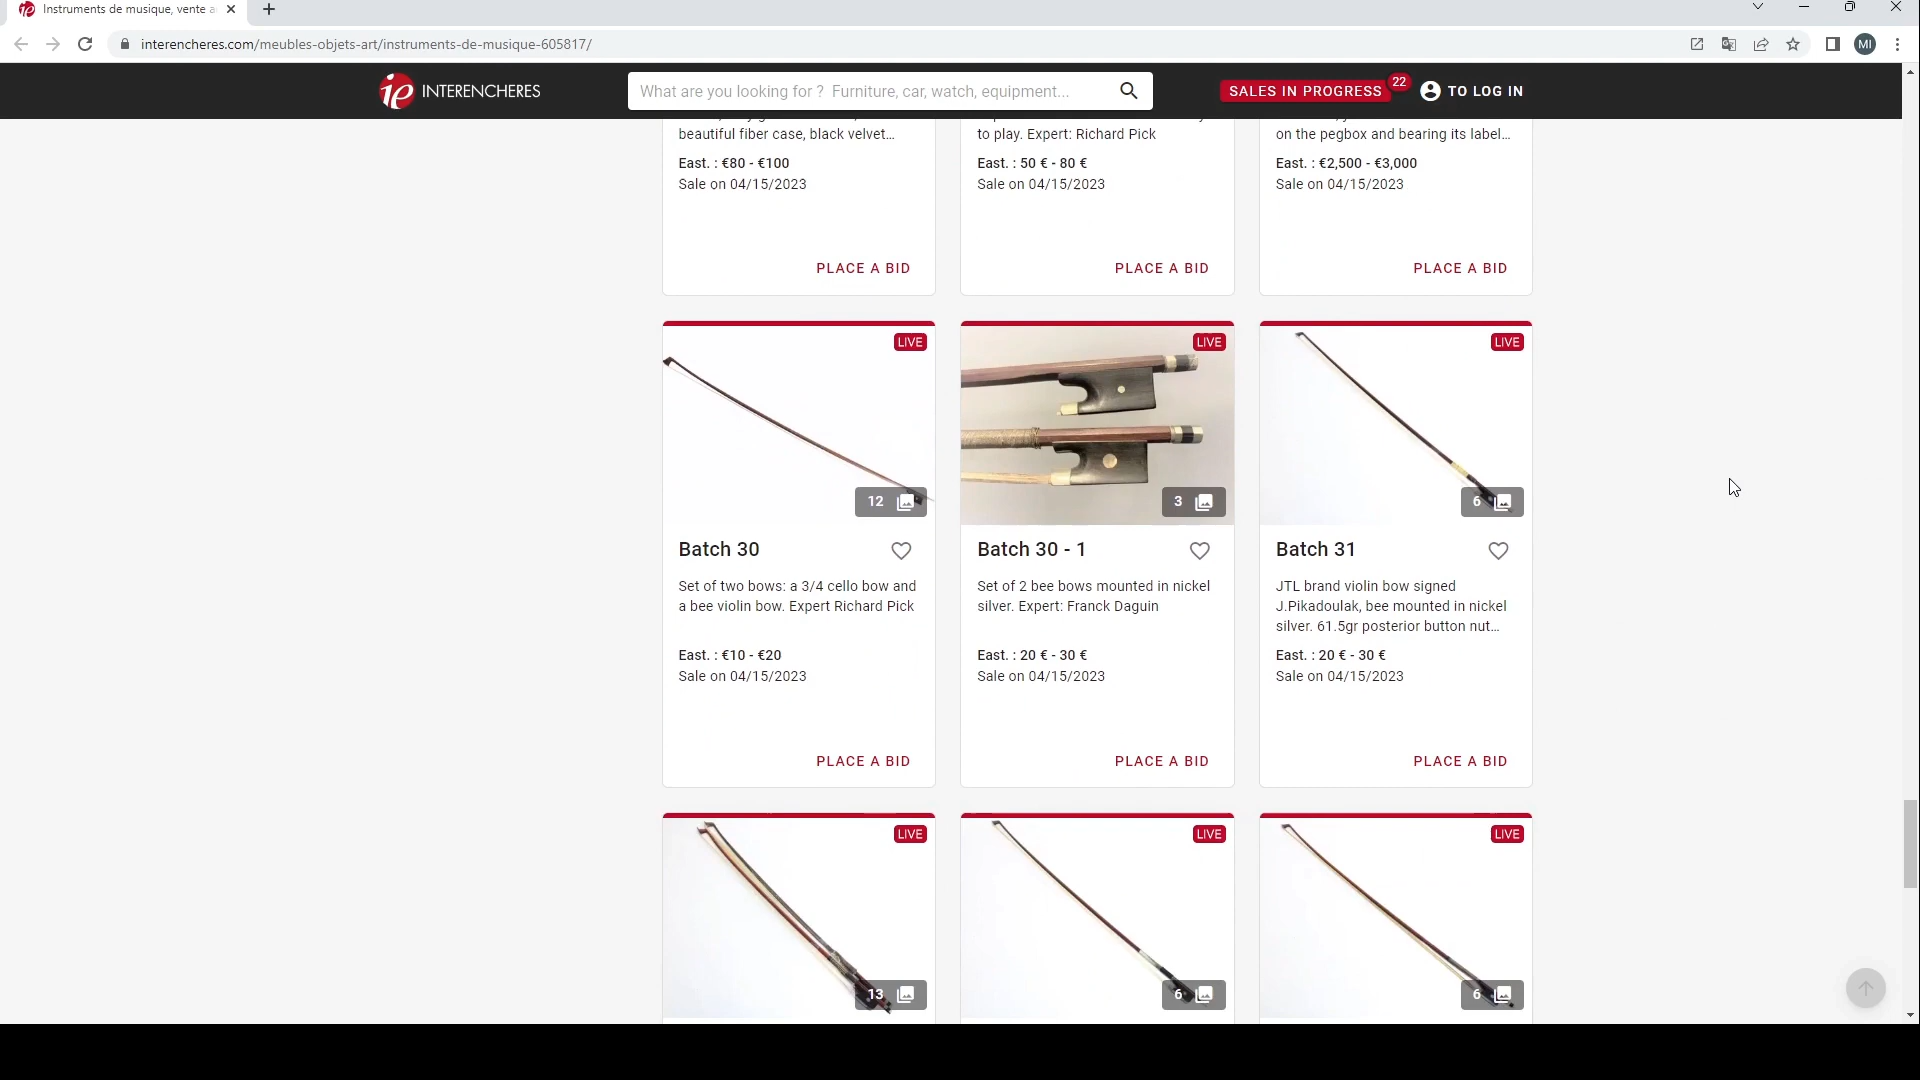 Instruments de musique, vente a
interencheres.com/meubles-objets-art/instruments-de-musique-605817/
MI
ie INTERENCHERES
What are you looking for ? Furniture, car, watch, equipment...
SALES IN PROGRESS
22
TO LOG IN
beautiful fiber case, black velvet...
East. : €80 - €100
Sale on 04/15/2023
PLACE A BID
to play. Expert: Richard Pick
East. : 50 € - 80 €
Sale on 04/15/2023
PLACE A BID
on the pegbox and bearing its label...
East. : €2,500 - €3,000
Sale on 04/15/2023
PLACE A BID
LIVE
12
Batch 30
Set of two bows: a 3/4 cello bow and
a bee violin bow. Expert Richard Pick
East. : €10 - €20
Sale on 04/15/2023
PLACE A BID
LIVE
3
Batch 30 - 1
Set of 2 bee bows mounted in nickel
silver. Expert: Franck Daguin
East. : 20 € - 30 €
Sale on 04/15/2023
PLACE A BID
LIVE
6
Batch 31
JTL brand violin bow signed
J.Pikadoulak, bee mounted in nickel
silver. 61.5gr posterior button nut...
East. : 20 € - 30 €
Sale on 04/15/2023
PLACE A BID
LIVE
13
LIVE
6
LIVE
6